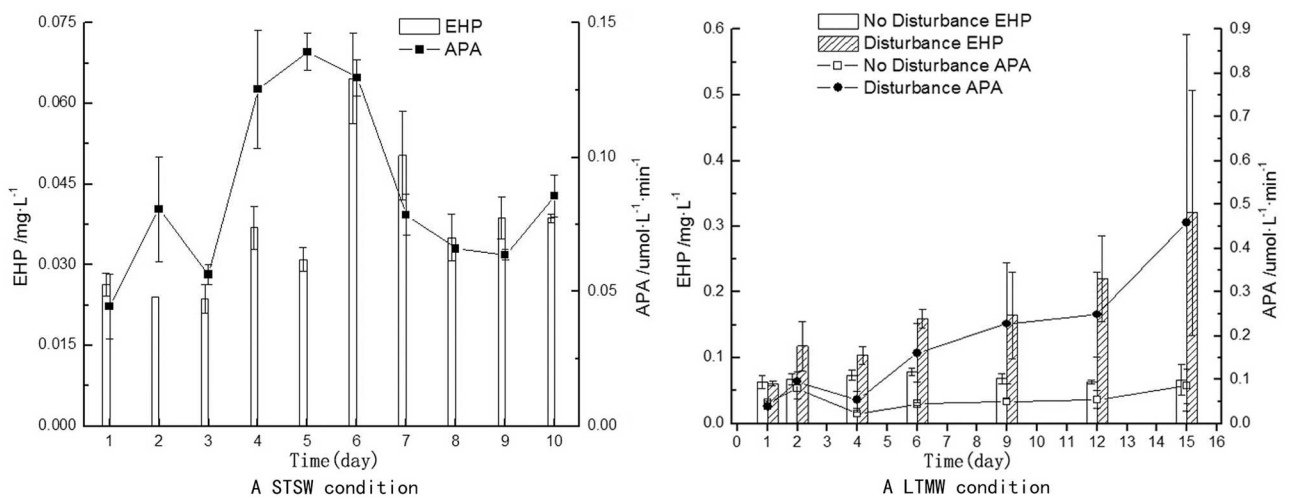 EHP
APA
0.075
0.060
0.045
0.030
0.015
0.000
EHP /mg·L-1
0.15
0.10
0.05
0.00
APA /umol·L-1·min-1
1 2 3 4 5 6 7 8 9 10
Time(day)
A STSW condition
No Disturbance EHP
Disturbance EHP
No Disturbance APA
Disturbance APA
0.6
0.5
0.4
0.3
0.2
0.1
0.0
EHP /mg·L-1
0.9
0.8
0.7
0.6
0.5
0.4
0.3
0.2
0.1
0.0
APA /umol·L-1·min-1
0 1 2 3 4 5 6 7 8 9 10 11 12 13 14 15 16
Time(day)
A LTMW condition